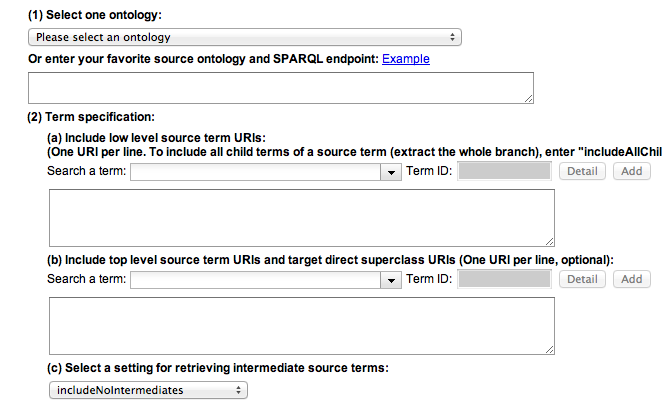 (1) Select one ontology:
Please select an ontology
Or enter your favorite source ontology and SPARQL endpoint: Example
(2) Term specification:
(a) Include low level source term URIs:
(One URI per line. To include all child terms of a source term (extract the whole branch), enter "includeAllChil
Search a term: Term ID: Detail Add
(b) Include top level source term URIs and target direct superclass URIs (One URI per line, optional):
Search a term: Term ID: Detail Add
(c) Select a setting for retrieving intermediate source terms:
includeNoIntermediates